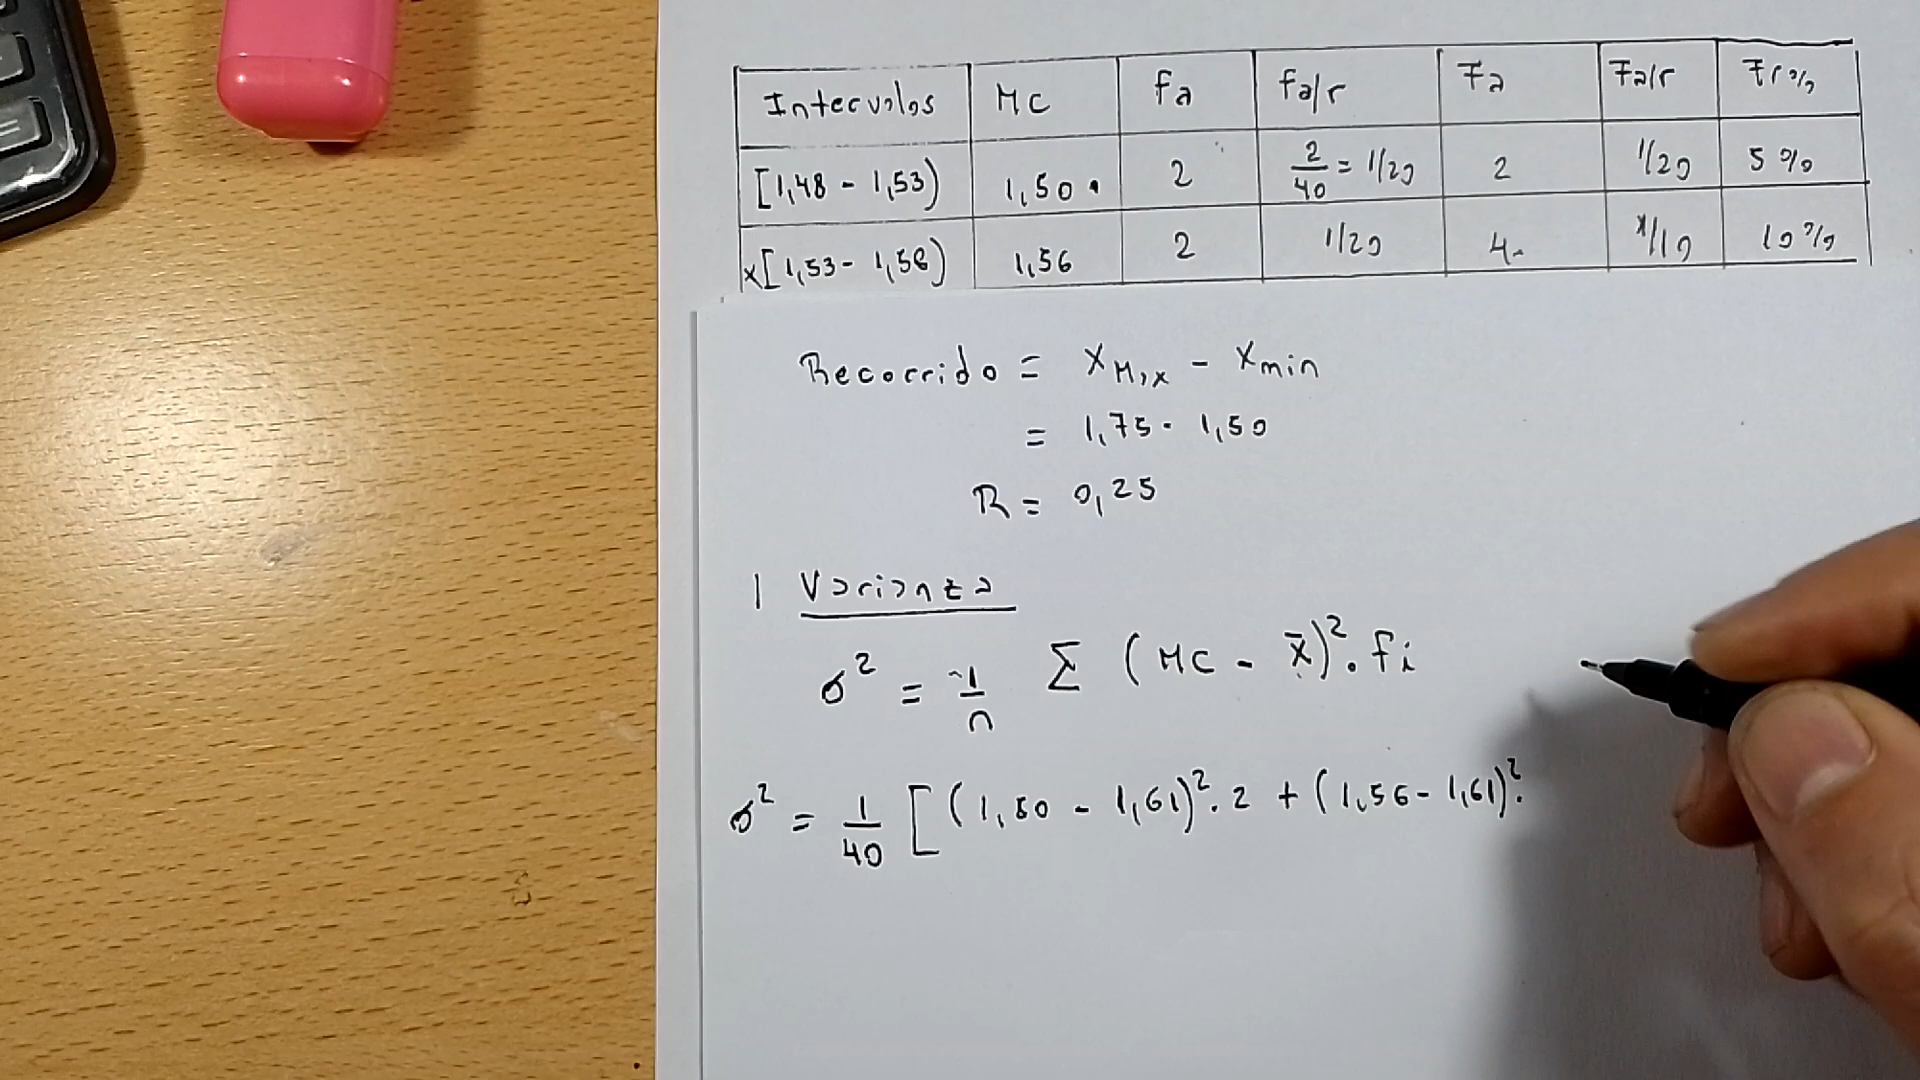 Intervalos MC fa fa/r Fa Fa/r Fr%
[1,48 - 1,53) 1,50 . 2 2/40 = 1/20 2 1/20 5%
x[1,53 - 1,58) 1,56 2 1/20 4 1/10 10%
Recorrido = xMax - xmin
= 1,75 - 1,50
R = 0,25
1 Varianza
σ² = 1/n Σ (MC - x̄)² . fi
σ² = 1/40 [(1,50 - 1,61)² . 2 + (1,56 - 1,61)² .